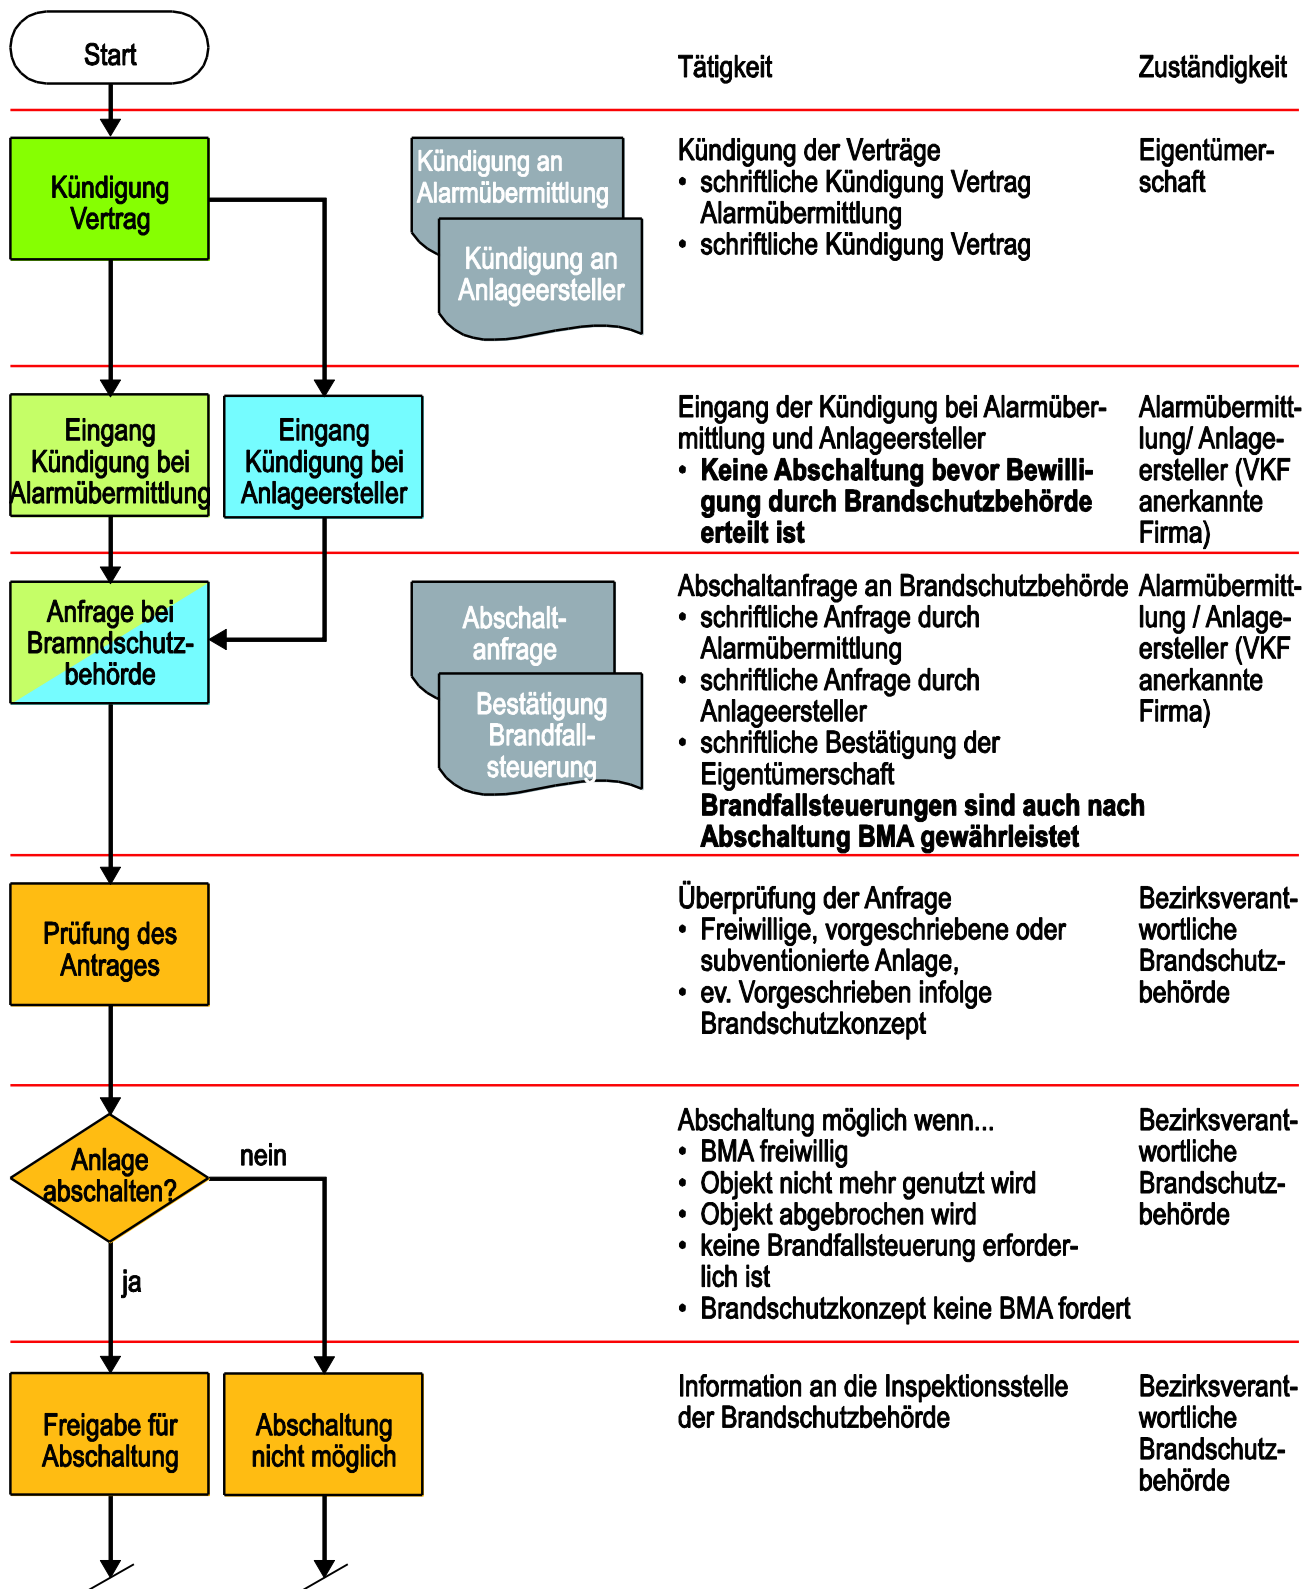 Start
Tätigkeit
Zuständigkeit
Kündigung
Vertrag
Kündigung an
Alarmübermittlung
Kündigung an
Anlageersteller
Kündigung der Verträge
• schriftliche Kündigung Vertrag
Alarmübermittlung
• schriftliche Kündigung Vertrag
Eigentümer-
schaft
Eingang
Kündigung bei
Alarmübermittlung
Eingang
Kündigung bei
Anlageersteller
Eingang der Kündigung bei Alarmüber-
mittlung und Anlageersteller
• Keine Abschaltung bevor Bewilli-
gung durch Brandschutzbehörde
erteilt ist
Alarmübermitt-
lung/ Anlage-
ersteller (VKF
anerkannte
Firma)
Anfrage bei
Bramndschutz-
behörde
Abschalt-
anfrage
Bestätigung
Brandfall-
steuerung
Abschaltanfrage an Brandschutzbehörde
• schriftliche Anfrage durch
Alarmübermittlung
• schriftliche Anfrage durch
Anlageersteller
• schriftliche Bestätigung der
Eigentümerschaft
Brandfallsteuerungen sind auch nach
Abschaltung BMA gewährleistet
Alarmübermitt-
lung / Anlage-
ersteller (VKF
anerkannte
Firma)
Prüfung des
Antrages
Überprüfung der Anfrage
• Freiwillige, vorgeschriebene oder
subventionierte Anlage,
• ev. Vorgeschrieben infolge
Brandschutzkonzept
Bezirksverant-
wortliche
Brandschutz-
behörde
Anlage
abschalten?
nein
ja
Abschaltung möglich wenn...
• BMA freiwillig
• Objekt nicht mehr genutzt wird
• Objekt abgebrochen wird
• keine Brandfallsteuerung erforder-
lich ist
• Brandschutzkonzept keine BMA fordert
Bezirksverant-
wortliche
Brandschutz-
behörde
Freigabe für
Abschaltung
Abschaltung
nicht möglich
Information an die Inspektionsstelle
der Brandschutzbehörde
Bezirksverant-
wortliche
Brandschutz-
behörde